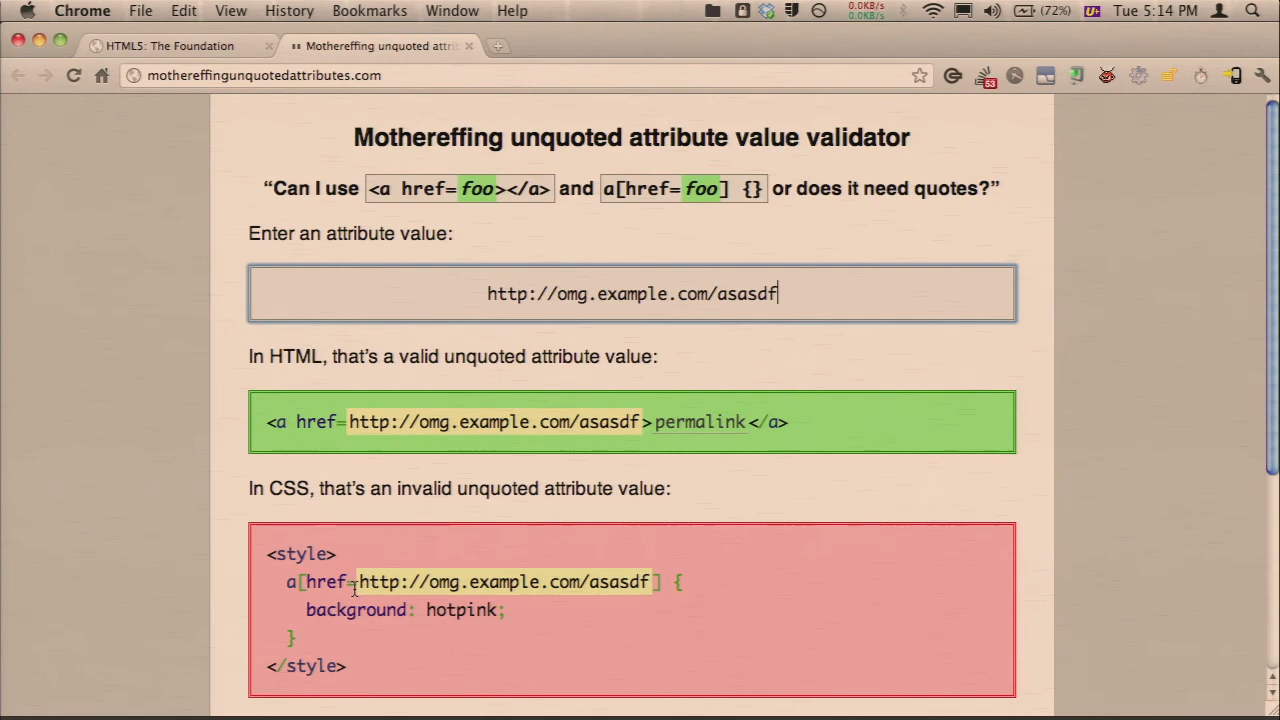 Chrome File Edit View History Bookmarks Window Help 0.0KB/s 0.0KB/s (72%) Tue 5:14 PM
HTML5: The Foundation Mothereffing unquoted attri
mothereffingunquotedattributes.com 53
Mothereffing unquoted attribute value validator
“Can I use <a href=foo></a> and a[href=foo] {} or does it need quotes?”
Enter an attribute value:
http://omg.example.com/asasdf
In HTML, that’s a valid unquoted attribute value:
<a href=http://omg.example.com/asasdf>permalink</a>
In CSS, that’s an invalid unquoted attribute value:
<style>
a[href=http://omg.example.com/asasdf] {
background: hotpink;
}
</style>